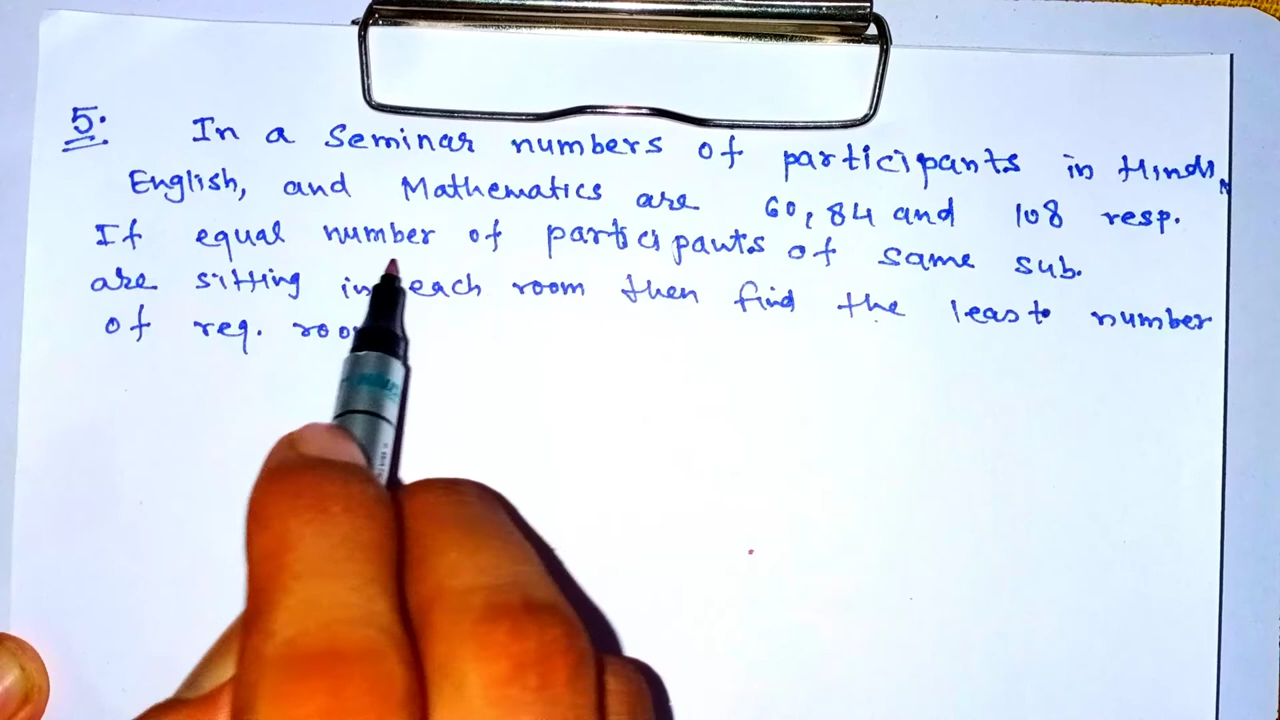 5. In a Seminar numbers of participants in Hindi,
English, and Mathematics are 60, 84 and 108 resp.
If equal number of participants of same sub.
are sitting in each room then find the least number
of req.